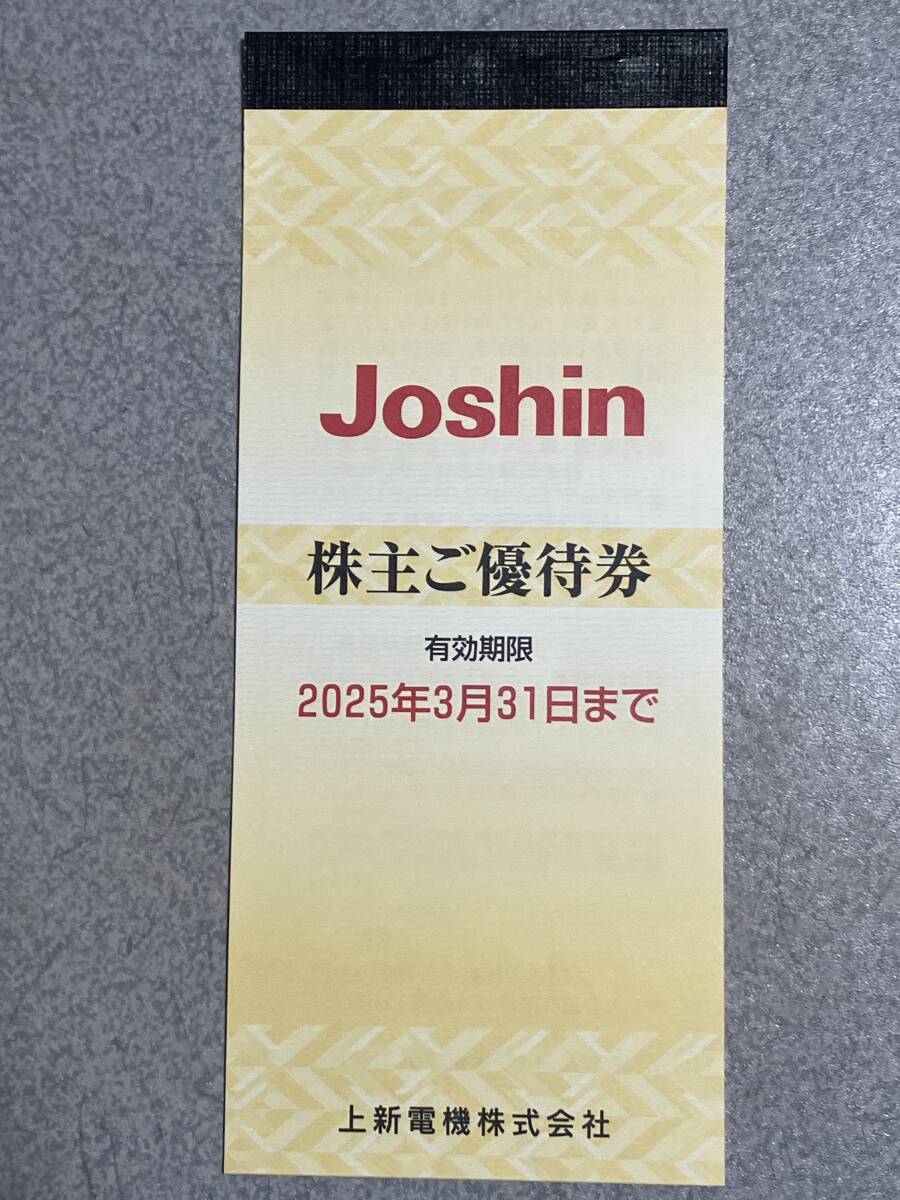 Joshin
株主ご優待券
有効期限
2025年3月31日まで
上新電機株式会社